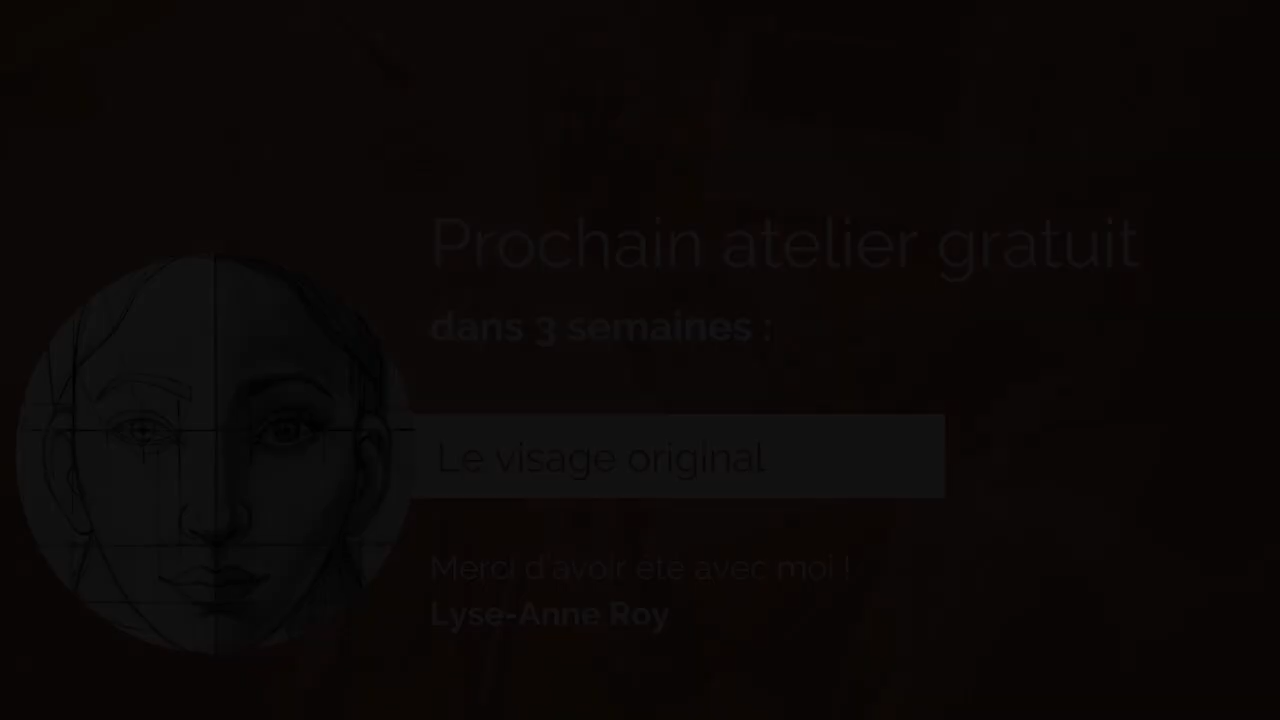 Prochain atelier gratuit
dans 3 semaines :
Le visage original
Merci d'avoir été avec moi !
Lyse-Anne Roy